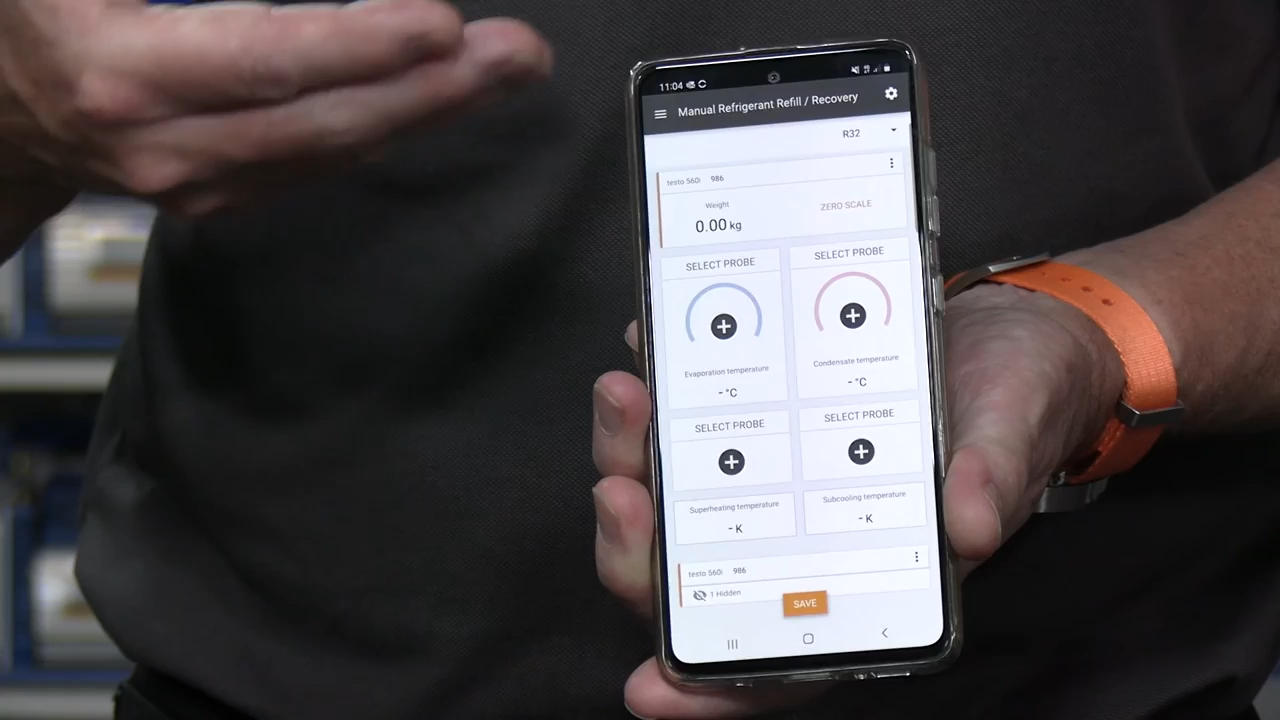 11:04
Manual Refrigerant Refill / Recovery
R32
testo 560i 986
Weight
0.00 kg
ZERO SCALE
SELECT PROBE
SELECT PROBE
Evaporation temperature
- °C
Condensate temperature
- °C
SELECT PROBE
SELECT PROBE
Superheating temperature
- K
Subcooling temperature
- K
testo 560i 986
1 Hidden
SAVE